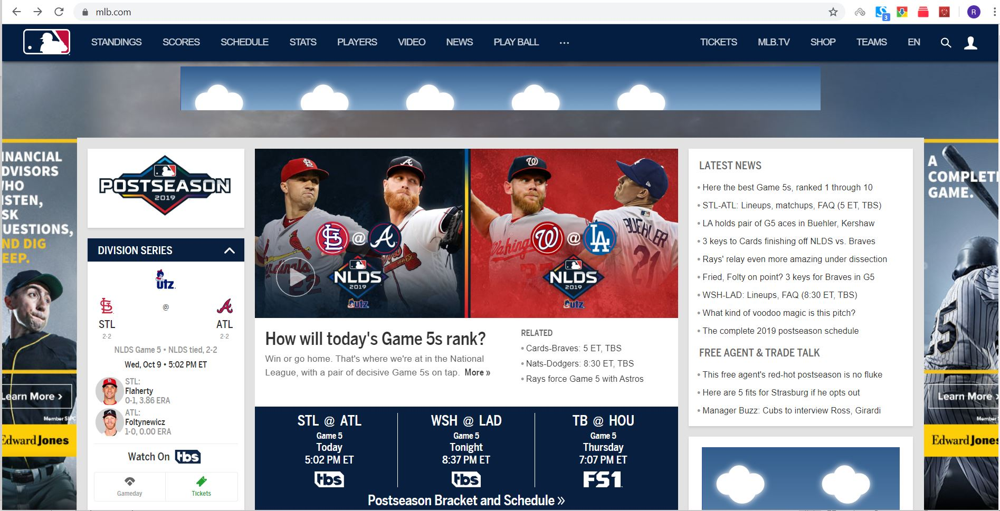 mlb.com
3
R
STANDINGS SCORES SCHEDULE STATS PLAYERS VIDEO NEWS PLAY BALL ... TICKETS MLB.TV SHOP TEAMS EN
INANCIAL
DVISORS
HO
ISTEN,
SK
UESTIONS,
ND DIG
EEP.
Learn More ›
Member SIPC
Edward Jones
POSTSEASON
2019
DIVISION SERIES
utz.
STL @ ATL
2-2 2-2
NLDS Game 5 • NLDS tied, 2-2
Wed, Oct 9 • 5:02 PM ET
STL:
Flaherty
0-1, 3.86 ERA
ATL:
Foltynewicz
1-0, 0.00 ERA
Watch On tbs
Gameday Tickets
STL @ A
Cardinals
22
NLDS
2019
utz
W @ LA
Wahing
37
BUEHLER
21
NLDS
2019
utz
How will today's Game 5s rank?
Win or go home. That's where we're at in the National
League, with a pair of decisive Game 5s on tap. More »
RELATED
• Cards-Braves: 5 ET, TBS
• Nats-Dodgers: 8:30 ET, TBS
• Rays force Game 5 with Astros
STL @ ATL
Game 5
Today
5:02 PM ET
tbs
WSH @ LAD
Game 5
Tonight
8:37 PM ET
tbs
TB @ HOU
Game 5
Thursday
7:07 PM ET
FS1
Postseason Bracket and Schedule »
LATEST NEWS
• Here the best Game 5s, ranked 1 through 10
• STL-ATL: Lineups, matchups, FAQ (5 ET, TBS)
• LA holds pair of G5 aces in Buehler, Kershaw
• 3 keys to Cards finishing off NLDS vs. Braves
• Rays' relay even more amazing under dissection
• Fried, Folty on point? 3 keys for Braves in G5
• WSH-LAD: Lineups, FAQ (8:30 ET, TBS)
• What kind of voodoo magic is this pitch?
• The complete 2019 postseason schedule
FREE AGENT & TRADE TALK
• This free agent's red-hot postseason is no fluke
• Here are 5 fits for Strasburg if he opts out
• Manager Buzz: Cubs to interview Ross, Girardi
A
COMPLET
GAME.
Learn More ›
Member
Edward Jones